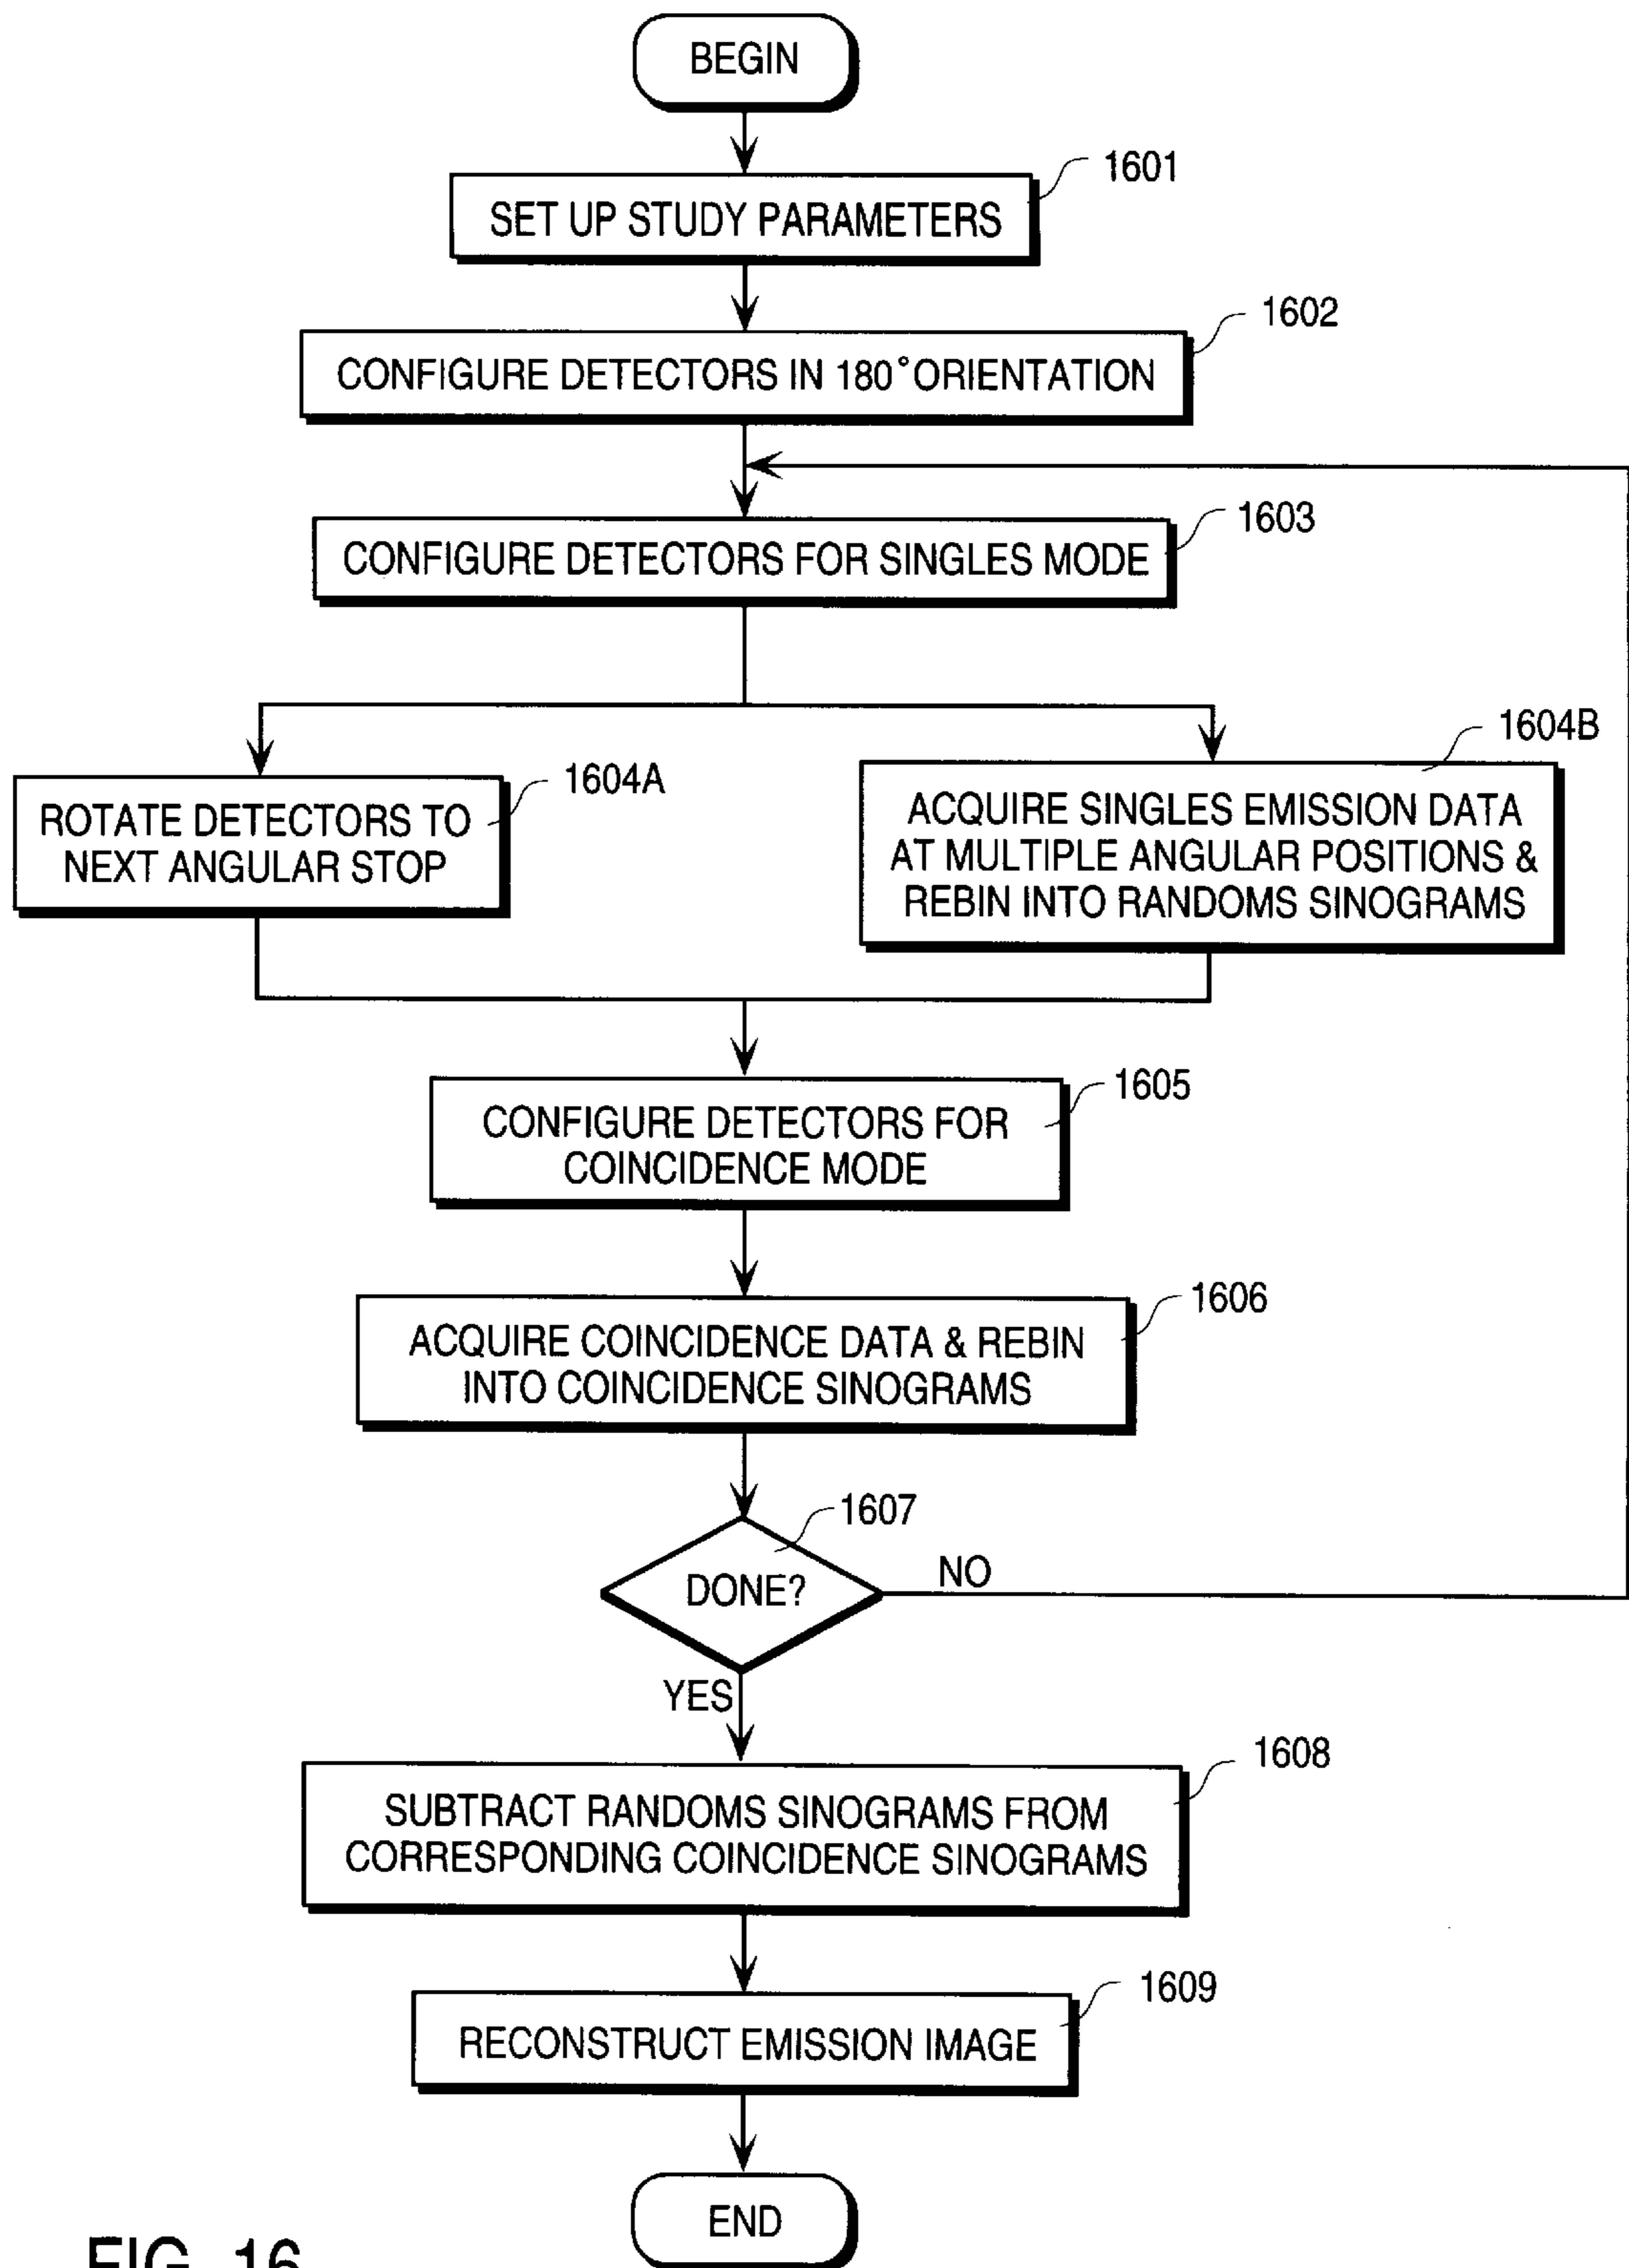 BEGIN
1601
SET UP STUDY PARAMETERS
1602
CONFIGURE DETECTORS IN 180° ORIENTATION
1603
CONFIGURE DETECTORS FOR SINGLES MODE
1604A
ROTATE DETECTORS TO
NEXT ANGULAR STOP
1604B
ACQUIRE SINGLES EMISSION DATA
AT MULTIPLE ANGULAR POSITIONS &
REBIN INTO RANDOMS SINOGRAMS
1605
CONFIGURE DETECTORS FOR
COINCIDENCE MODE
1606
ACQUIRE COINCIDENCE DATA & REBIN
INTO COINCIDENCE SINOGRAMS
1607
DONE?
NO
YES
1608
SUBTRACT RANDOMS SINOGRAMS FROM
CORRESPONDING COINCIDENCE SINOGRAMS
1609
RECONSTRUCT EMISSION IMAGE
END
FIG. 16